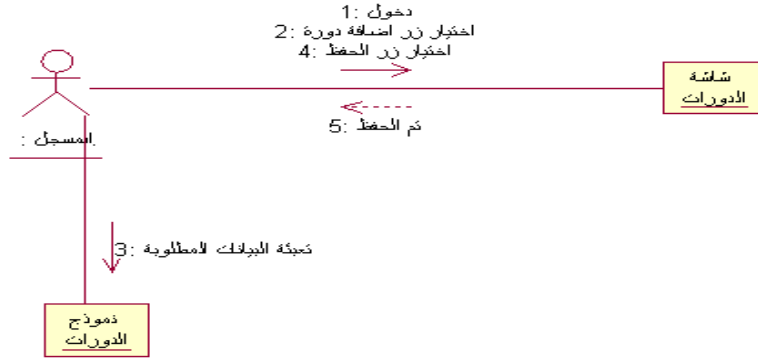 1: دخول
2: اختيار زر اضافة دورة
4: اختيار زر الحفظ
شاشة
الدورات
5: تم الحفظ
: المسجل
3: تعبئة البيانات المطلوبة
نموذج
الدورات